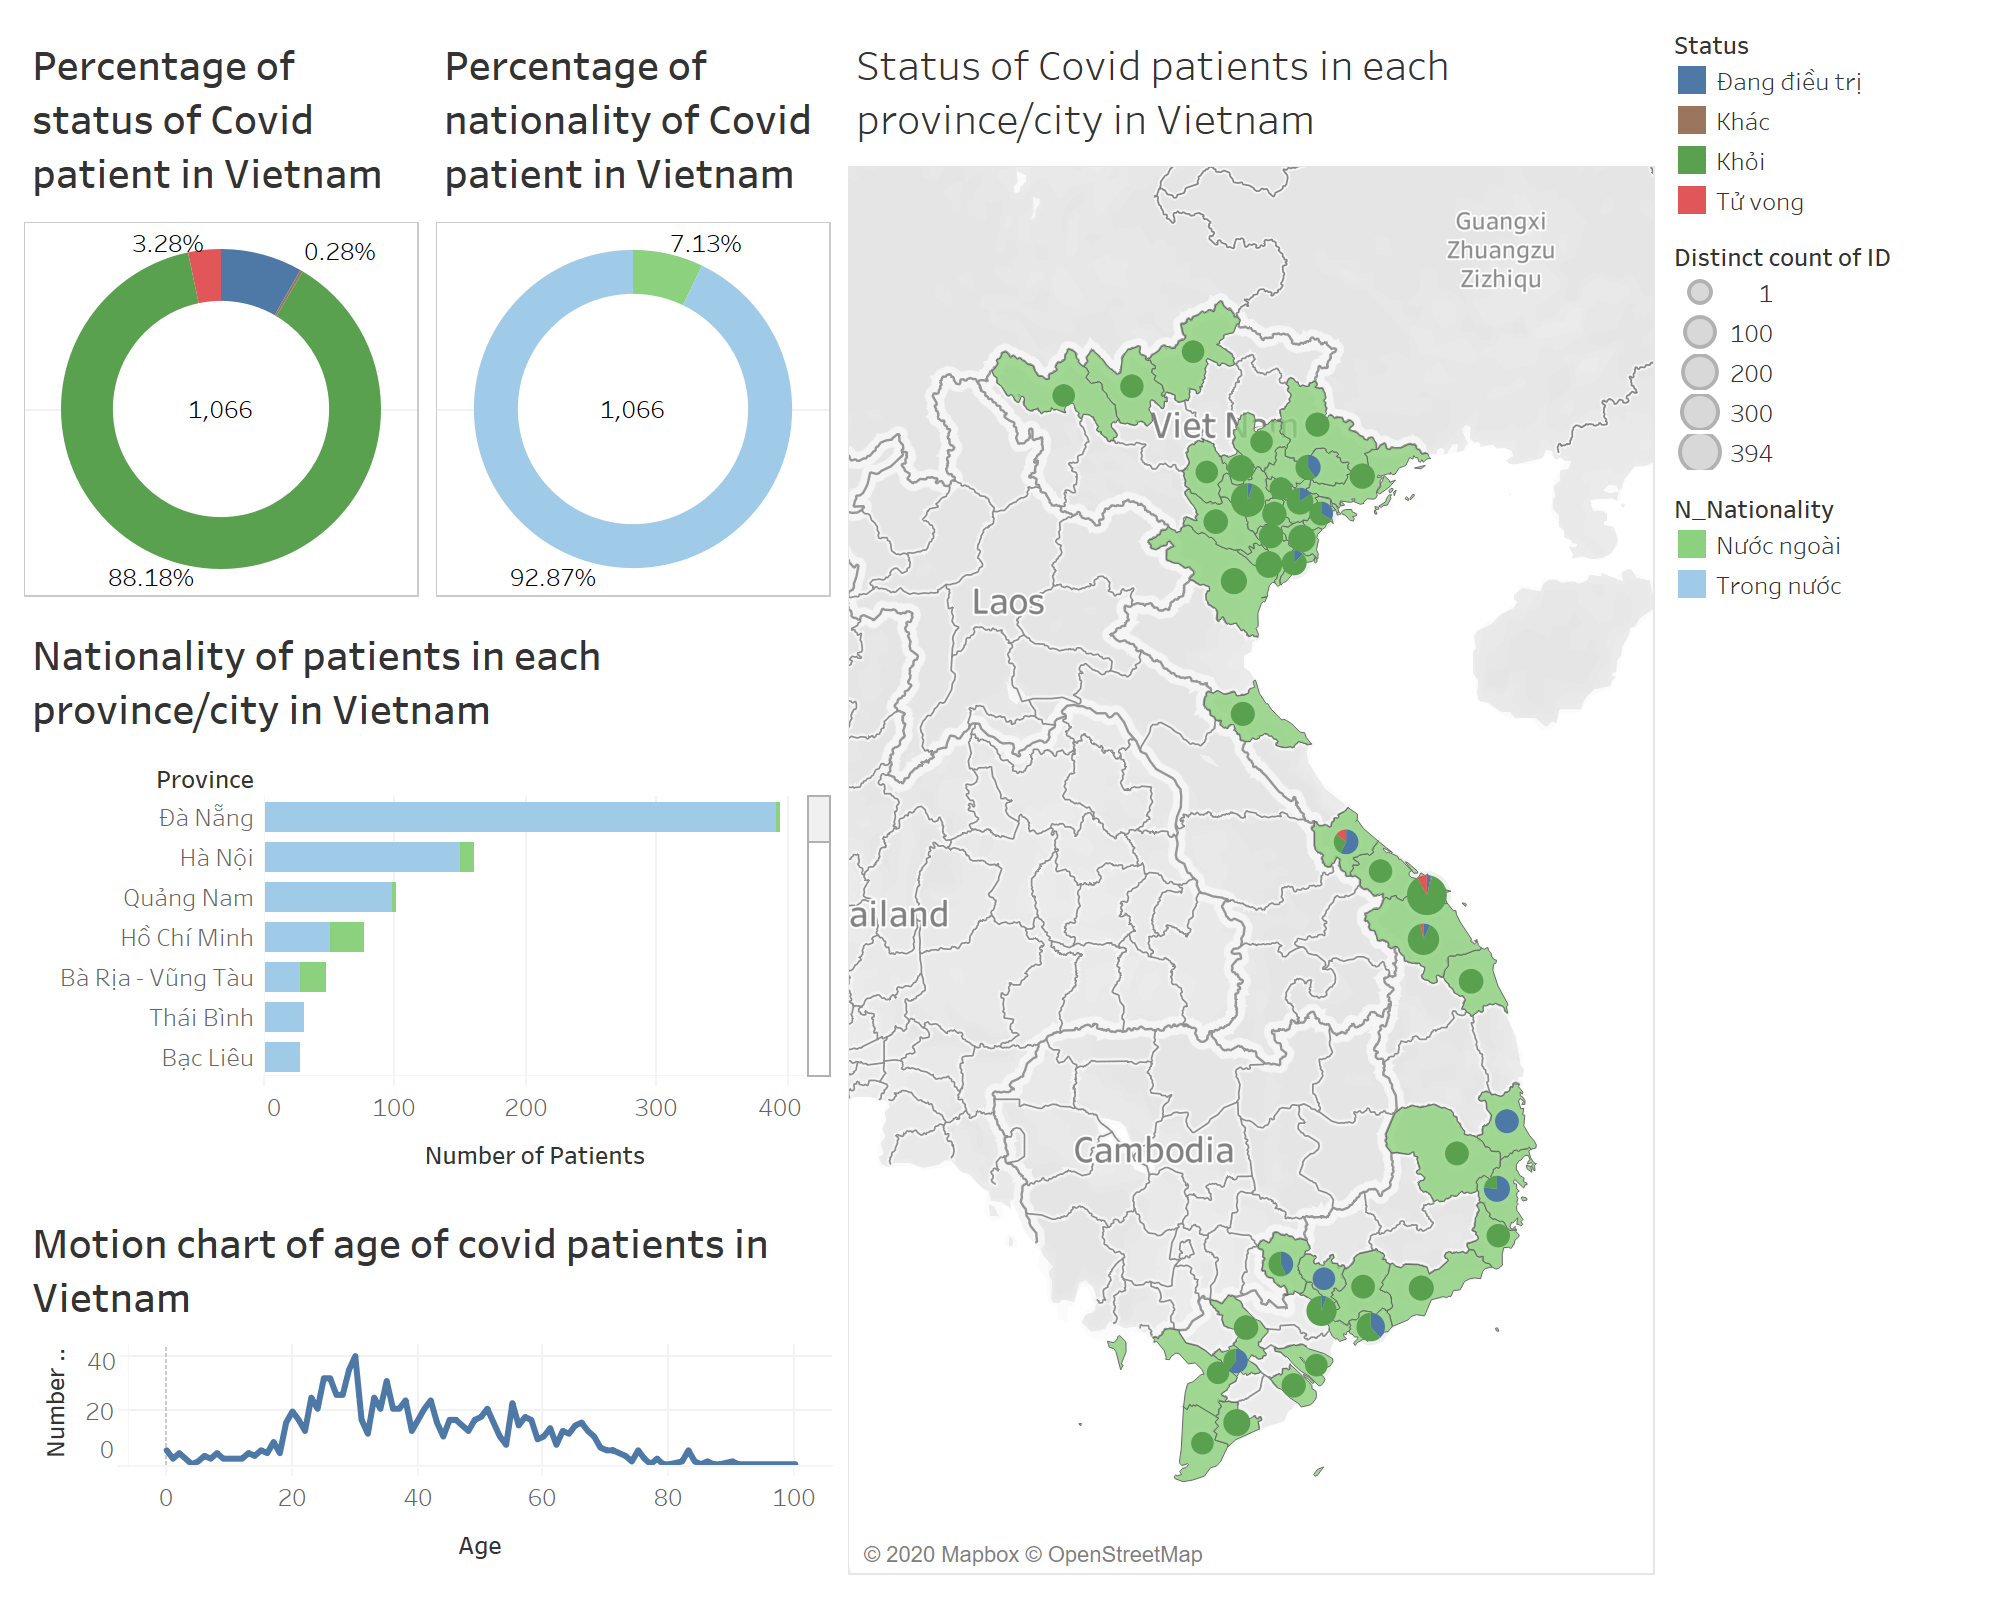 Percentage of
status of Covid
patient in Vietnam
3.28%
0.28%
1,066
88.18%
Percentage of
nationality of Covid
patient in Vietnam
7.13%
1,066
92.87%
Nationality of patients in each
province/city in Vietnam
Province
Đà Nẵng
Hà Nội
Quảng Nam
Hồ Chí Minh
Bà Rịa - Vũng Tàu
Thái Bình
Bạc Liêu
0 100 200 300 400
Number of Patients
Motion chart of age of covid patients in
Vietnam
Number ..
40
20
0
0 20 40 60 80 100
Age
Status of Covid patients in each
province/city in Vietnam
Guangxi
Zhuangzu
Zizhiqu
Viet Nam
Laos
ailand
Cambodia
© 2020 Mapbox © OpenStreetMap
Status
Đang điều trị
Khác
Khỏi
Tử vong
Distinct count of ID
1
100
200
300
394
N_Nationality
Nước ngoài
Trong nước